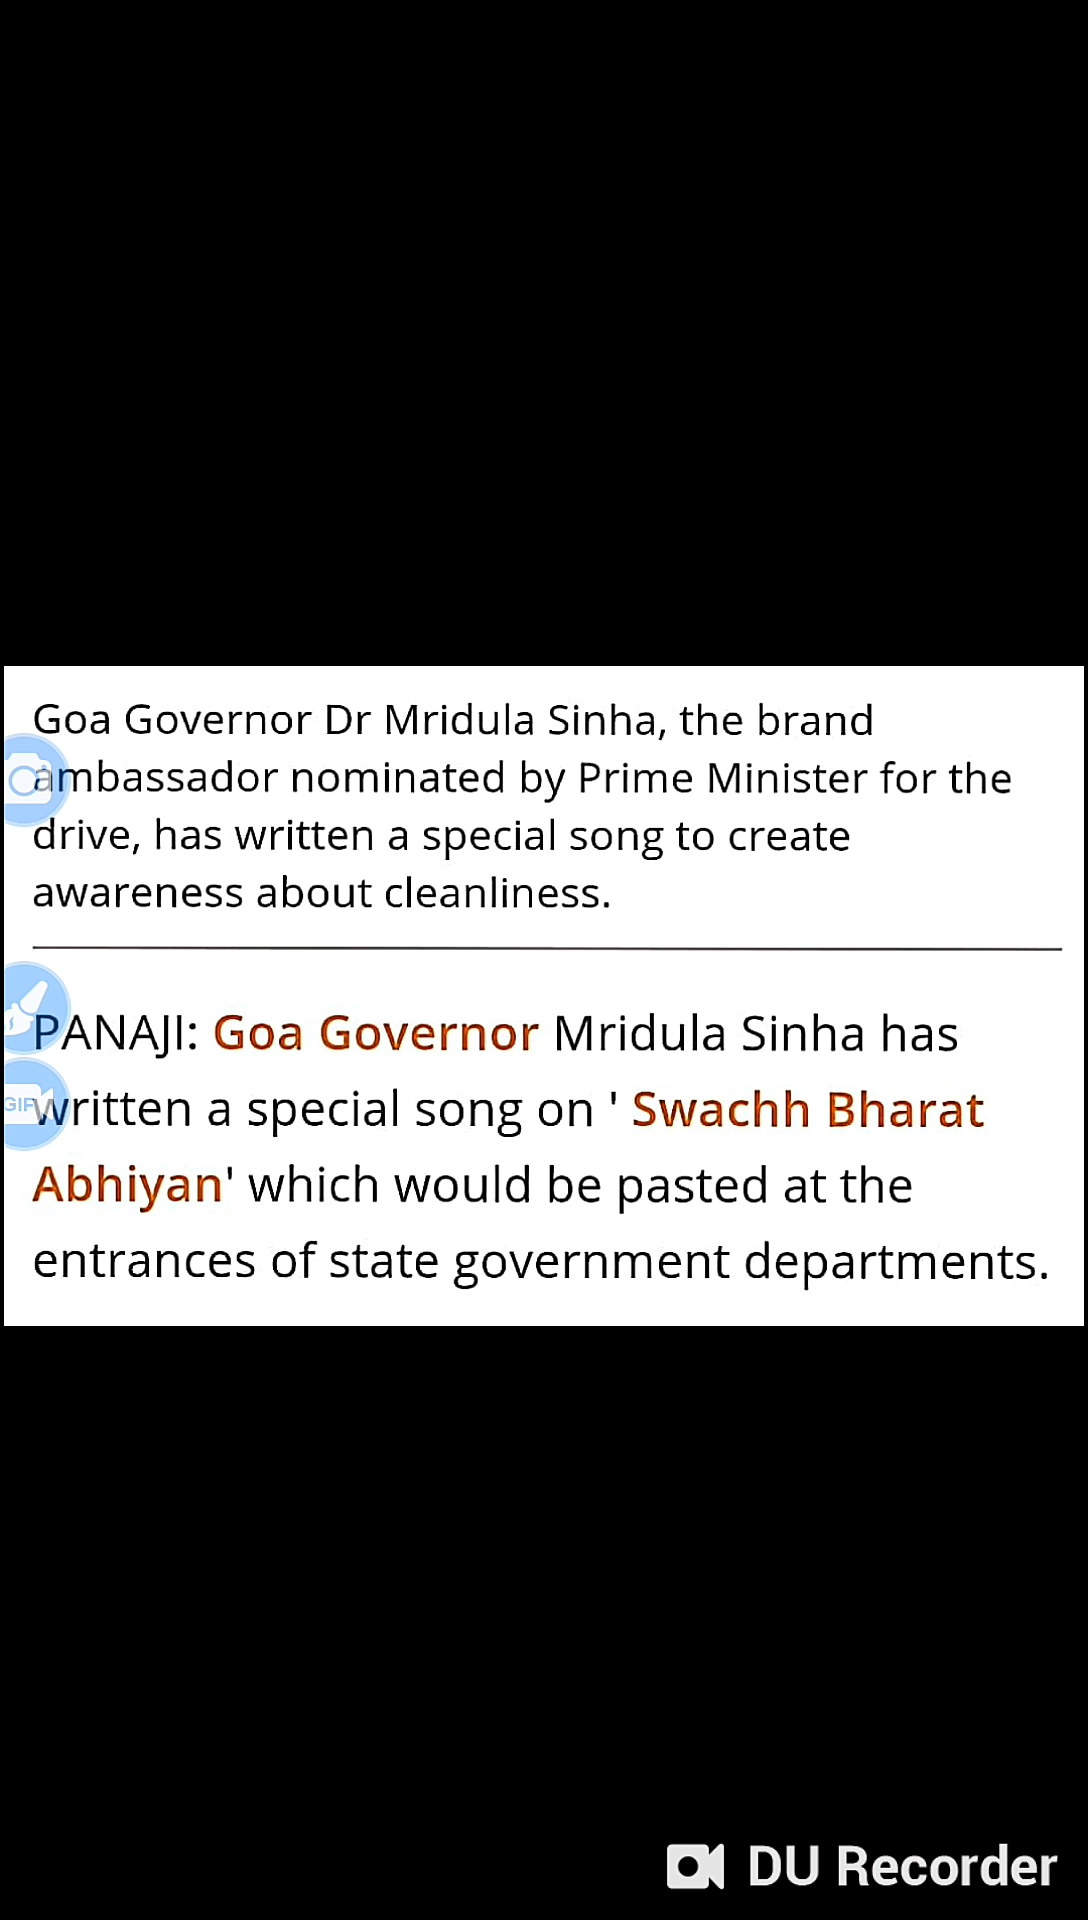 Goa Governor Dr Mridula Sinha, the brand
ambassador nominated by Prime Minister for the
drive, has written a special song to create
awareness about cleanliness.
PANAJI: Goa Governor Mridula Sinha has
written a special song on ' Swachh Bharat
Abhiyan' which would be pasted at the
entrances of state government departments.
GIF
DU Recorder